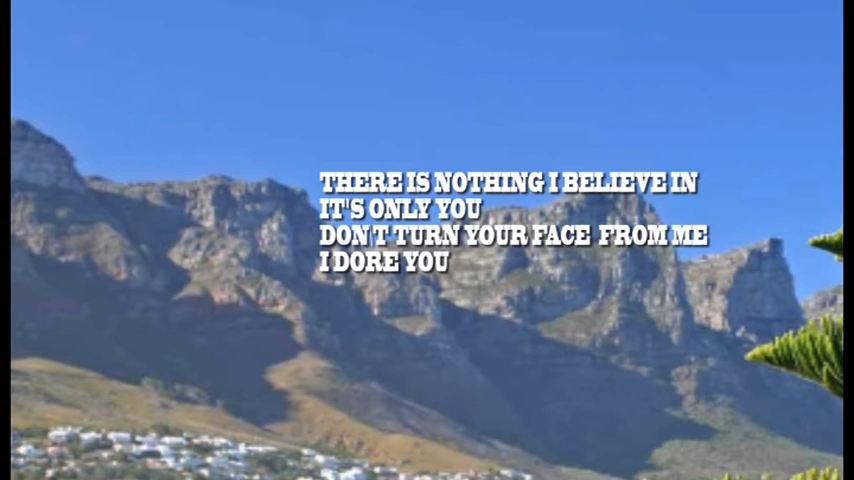 THERE IS NOTHING I BELIEVE IN
IT'S ONLY YOU
DON'T TURN YOUR FACE FROM ME
I DORE YOU